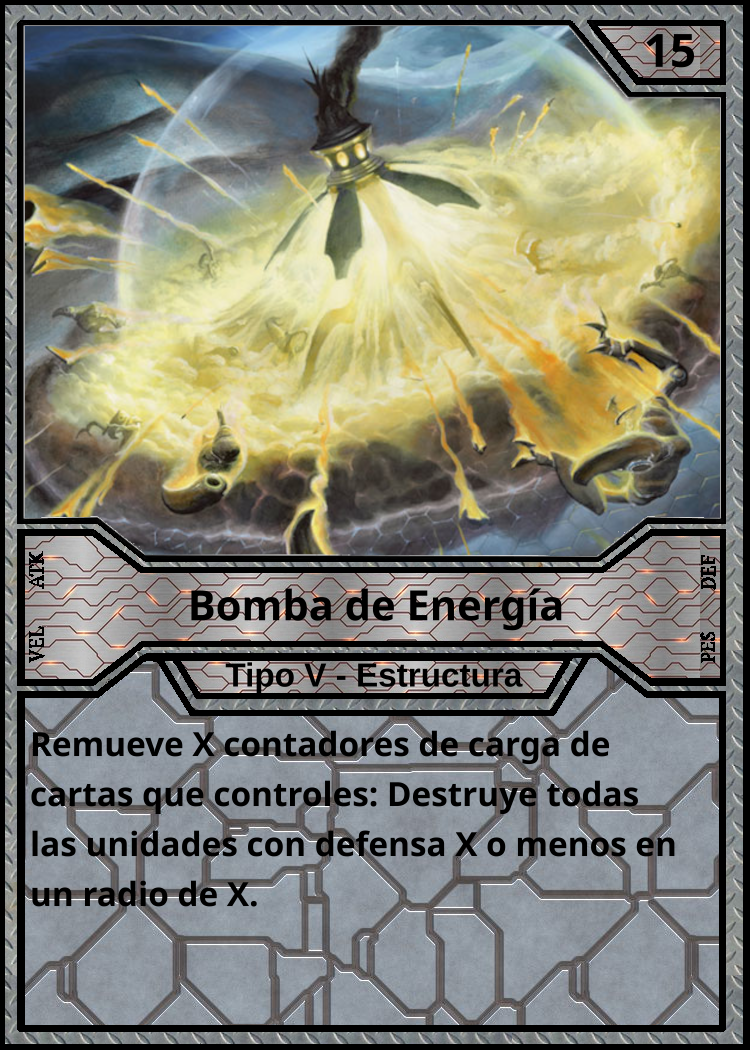 15
ATK
DEF
Bomba de Energía
VEL
PES
Tipo V - Estructura
Remueve X contadores de carga de
cartas que controles: Destruye todas
las unidades con defensa X o menos en
un radio de X.